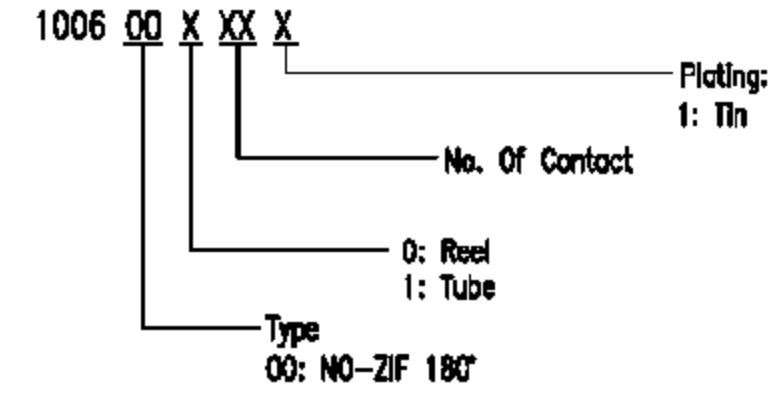 1006 00 X XX X
Plating:
1: Tin
No. Of Contact
0: Reel
1: Tube
Type
00: NO-ZIF 180°